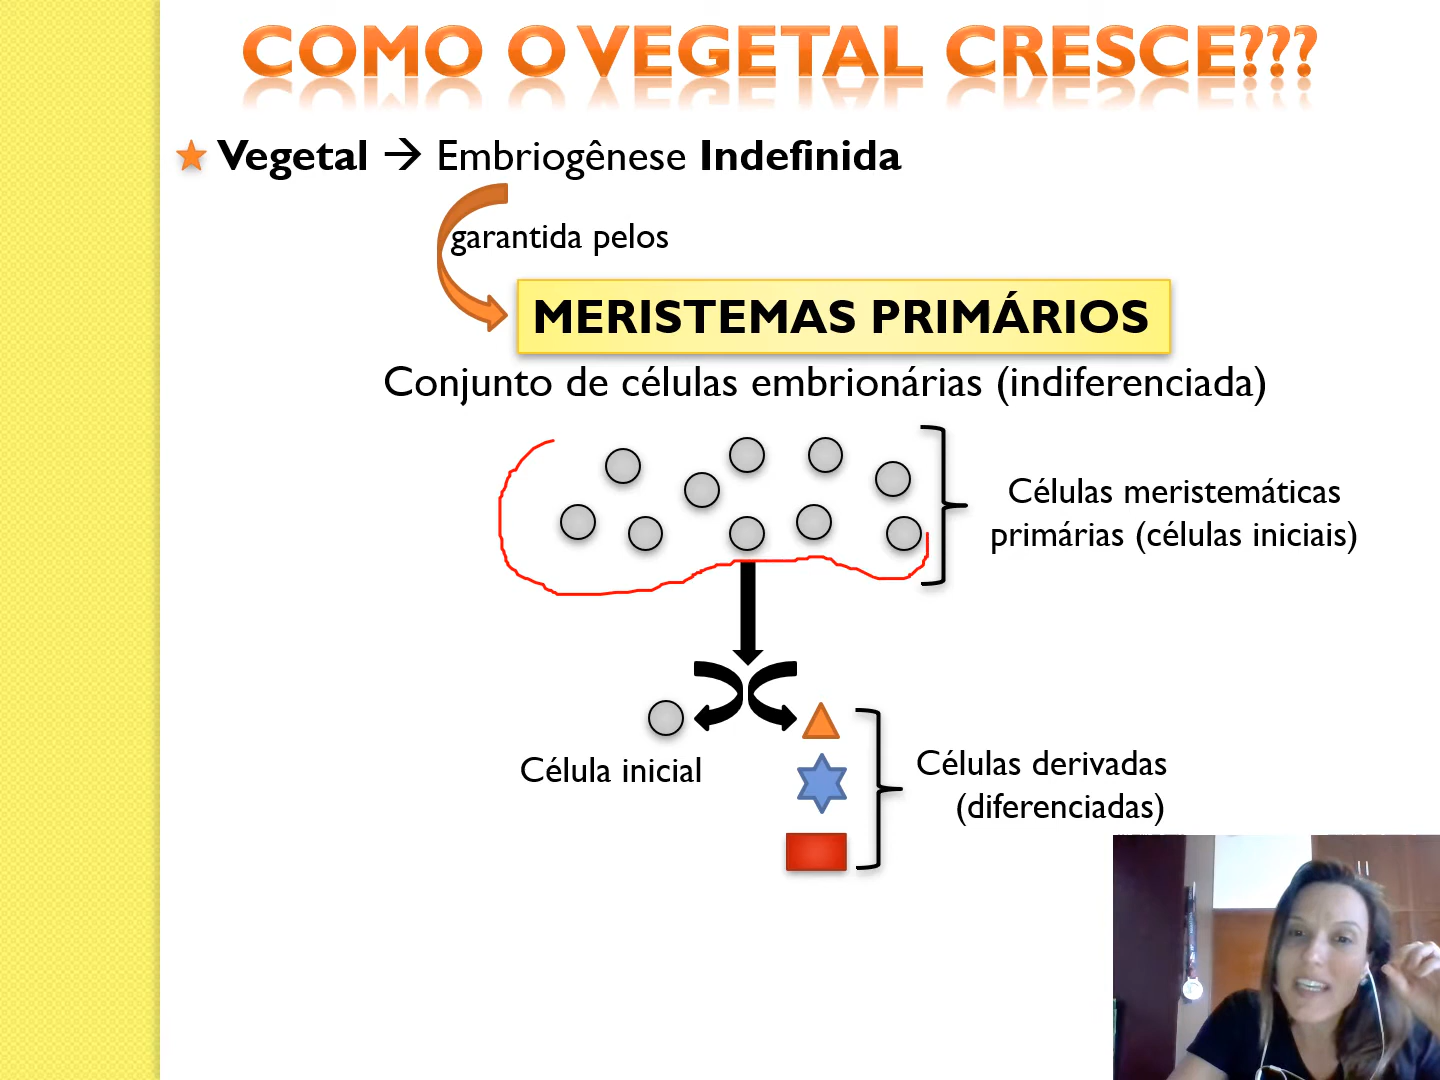 COMO O VEGETAL CRESCE???
Vegetal → Embriogênese Indefinida
garantida pelos
MERISTEMAS PRIMÁRIOS
Conjunto de células embrionárias (indiferenciada)
Células meristemáticas
primárias (células iniciais)
Célula inicial
Células derivadas
(diferenciadas)